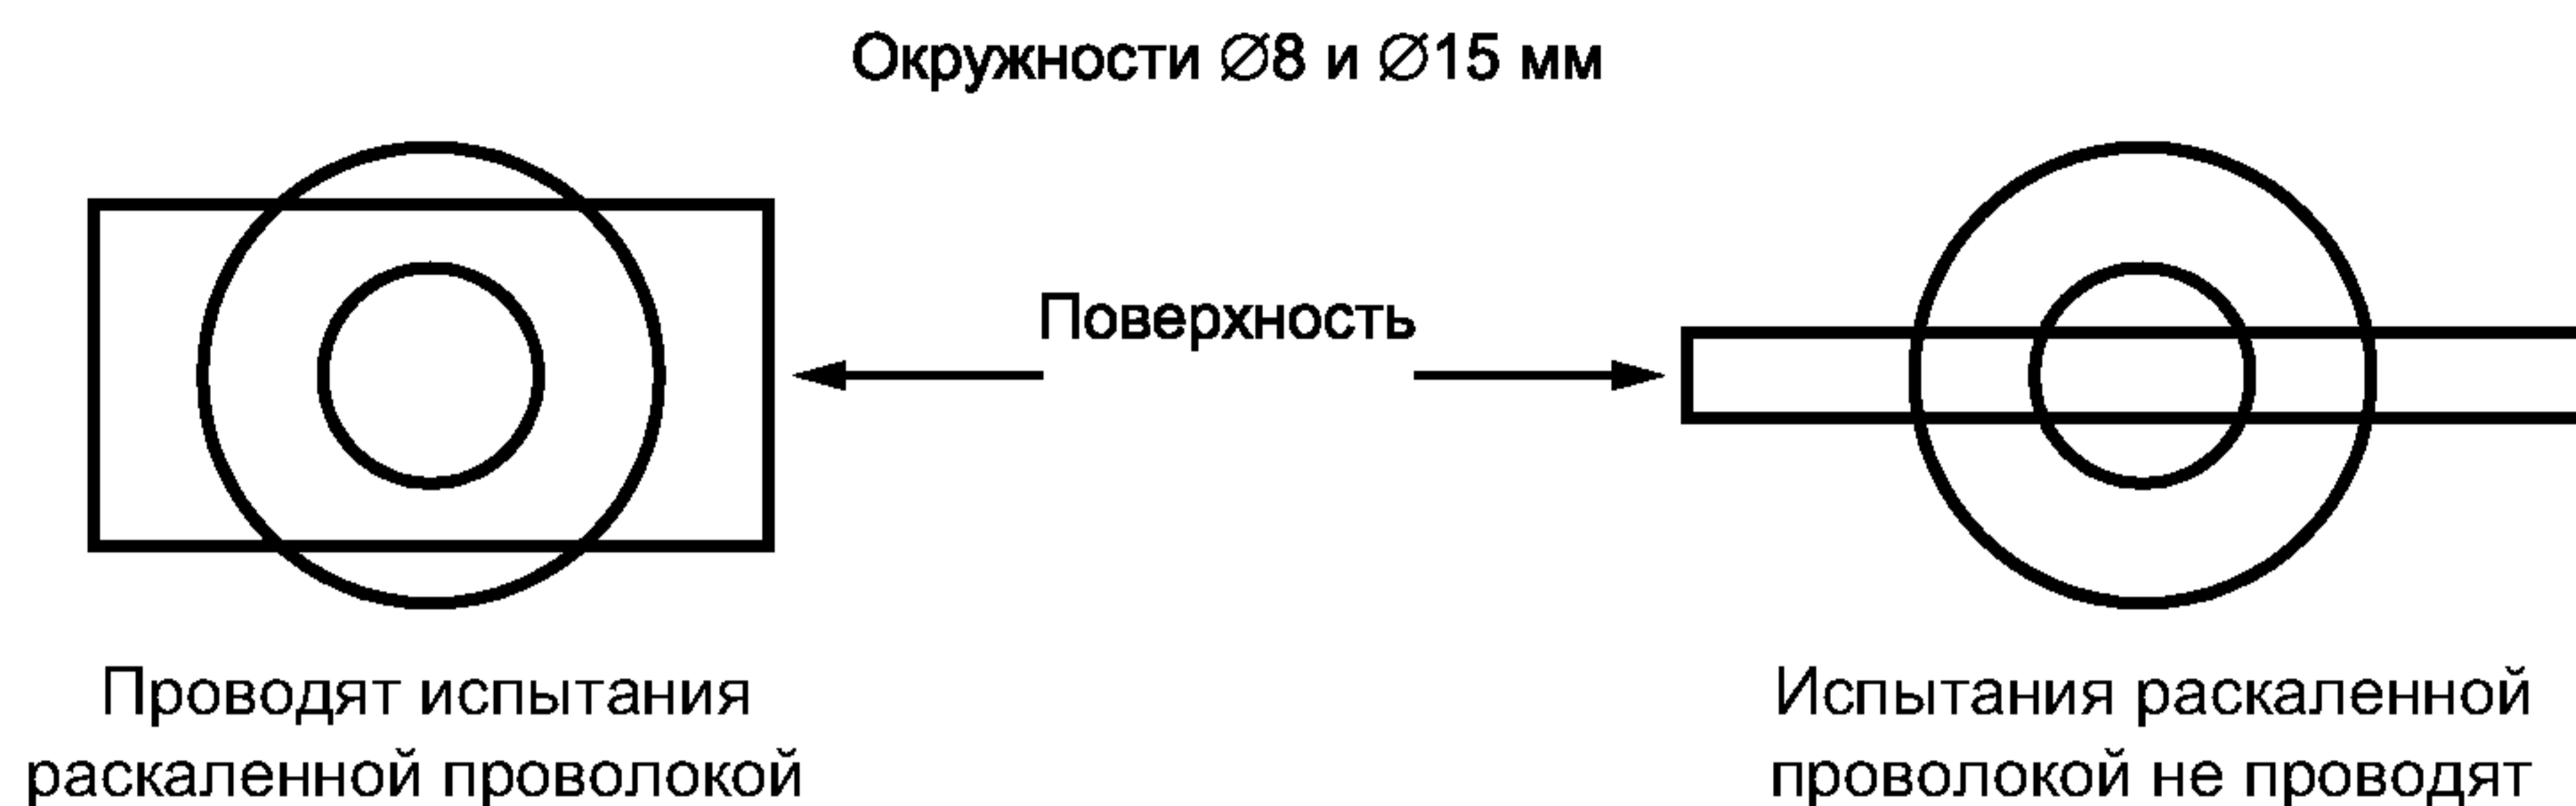 Окружности ∅8 и ∅15 мм
Поверхность
Проводят испытания
раскаленной проволокой
Испытания раскаленной
проволокой не проводят